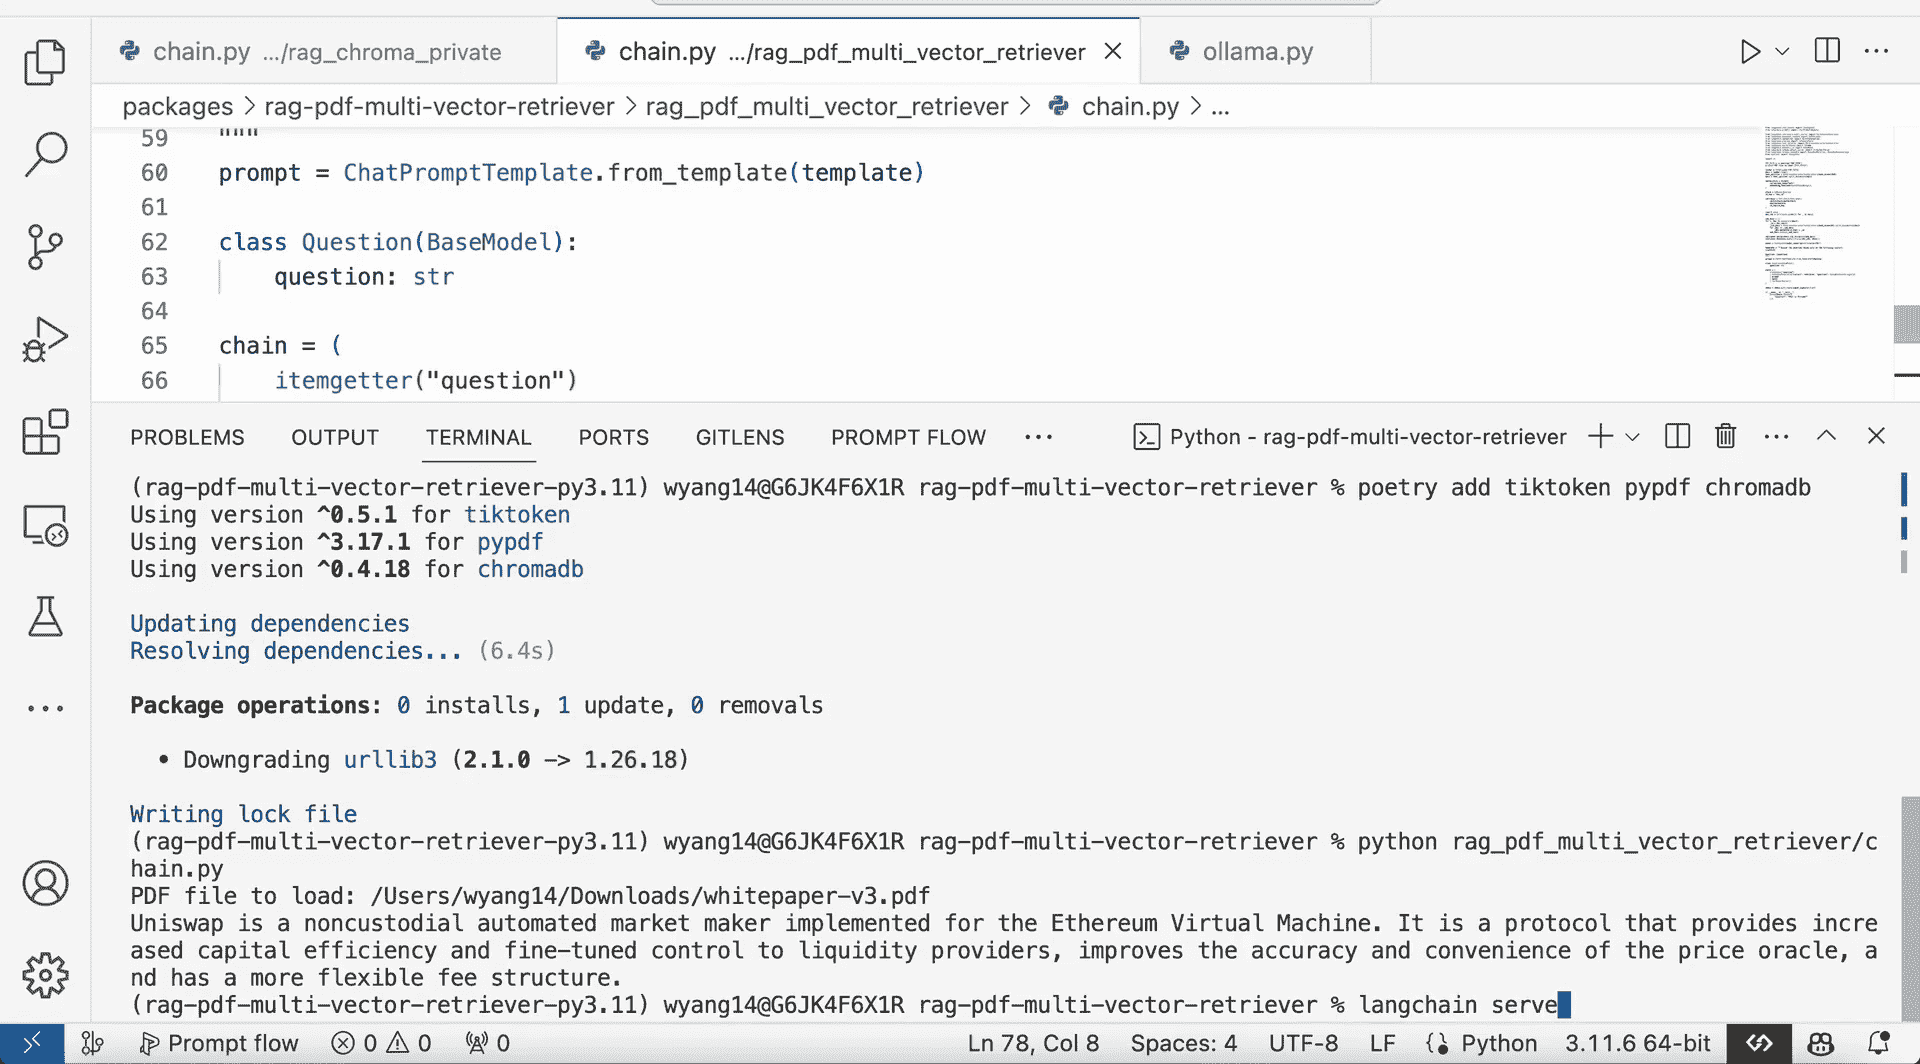 chain.py .../rag_chroma_private
chain.py .../rag_pdf_multi_vector_retriever
ollama.py
packages > rag-pdf-multi-vector-retriever > rag_pdf_multi_vector_retriever > chain.py > ...
59 """
60 prompt = ChatPromptTemplate.from_template(template)
61
62 class Question(BaseModel):
63     question: str
64
65 chain = (
66     itemgetter("question")
PROBLEMS OUTPUT TERMINAL PORTS GITLENS PROMPT FLOW ... Python - rag-pdf-multi-vector-retriever
(rag-pdf-multi-vector-retriever-py3.11) wyang14@G6JK4F6X1R rag-pdf-multi-vector-retriever % poetry add tiktoken pypdf chromadb
Using version ^0.5.1 for tiktoken
Using version ^3.17.1 for pypdf
Using version ^0.4.18 for chromadb
Updating dependencies
Resolving dependencies... (6.4s)
Package operations: 0 installs, 1 update, 0 removals
• Downgrading urllib3 (2.1.0 -> 1.26.18)
Writing lock file
(rag-pdf-multi-vector-retriever-py3.11) wyang14@G6JK4F6X1R rag-pdf-multi-vector-retriever % python rag_pdf_multi_vector_retriever/c
hain.py
PDF file to load: /Users/wyang14/Downloads/whitepaper-v3.pdf
Uniswap is a noncustodial automated market maker implemented for the Ethereum Virtual Machine. It is a protocol that provides incre
ased capital efficiency and fine-tuned control to liquidity providers, improves the accuracy and convenience of the price oracle, a
nd has a more flexible fee structure.
(rag-pdf-multi-vector-retriever-py3.11) wyang14@G6JK4F6X1R rag-pdf-multi-vector-retriever % langchain serve
Prompt flow 0 0 0 Ln 78, Col 8 Spaces: 4 UTF-8 LF Python 3.11.6 64-bit